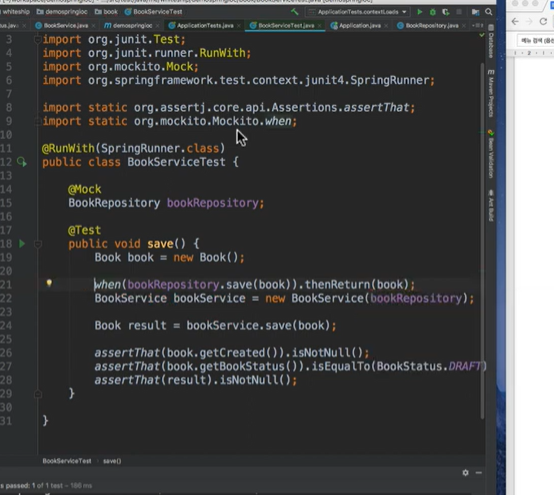 BookService.java demospringioc ApplicationTests.java BookServiceTest.java Application.java BookRepository.java
ApplicationTests.contextLoads
demospringioc book BookServiceTest
3 import org.junit.Test;
4 import org.junit.runner.RunWith;
5 import org.mockito.Mock;
6 import org.springframework.test.context.junit4.SpringRunner;
7
8 import static org.assertj.core.api.Assertions.assertThat;
9 import static org.mockito.Mockito.when;
10
11 @RunWith(SpringRunner.class)
12 public class BookServiceTest {
13
14 @Mock
15 BookRepository bookRepository;
16
17 @Test
18 public void save() {
19 Book book = new Book();
20
21 when(bookRepository.save(book)).thenReturn(book);
22 BookService bookService = new BookService(bookRepository);
23
24 Book result = bookService.save(book);
25
26 assertThat(book.getCreated()).isNotNull();
27 assertThat(book.getBookStatus()).isEqualTo(BookStatus.DRAFT)
28 assertThat(result).isNotNull();
29 }
30
31 }
BookServiceTest save()
s passed: 1 of 1 test – 166 ms
Database
Maven Projects
Bean Validation
Ant Build